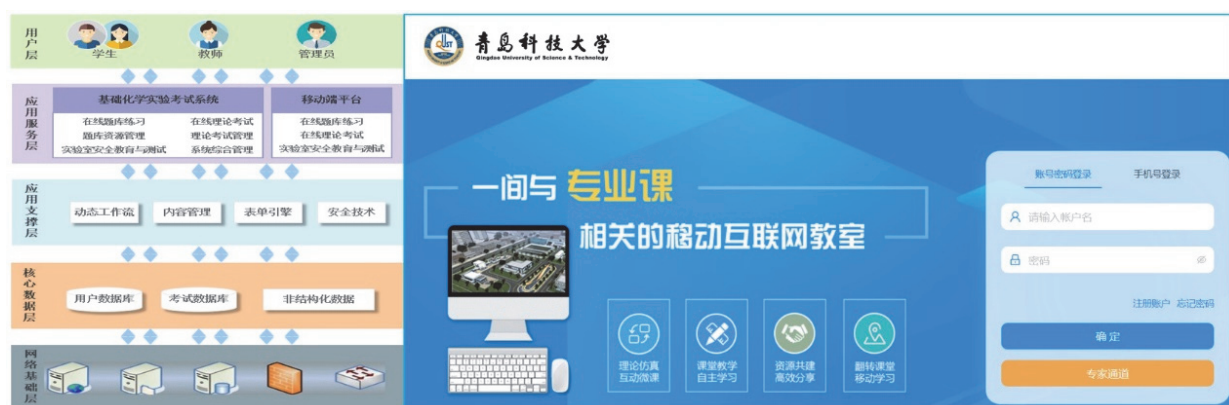 用户层
学生
教师
管理员
应用服务层
基础化学实验考试系统
在线题库练习 在线理论考试
题库资源管理 理论考试管理
实验室安全教育与测试 系统综合管理
移动端平台
在线题库练习
在线理论考试
实验室安全教育与测试
应用支撑层
动态工作流
内容管理
表单引擎
安全技术
核心数据层
用户数据库
考试数据库
非结构化数据
网络基础层
QUST
青岛科技大学
Qingdao University of Science & Technology
一间与 专业课
相关的移动互联网教室
理论仿真
互动微课
课堂教学
自主学习
资源共建
高效分享
翻转课堂
移动学习
账号密码登录 手机号登录
请输入帐户名
密码
注册账户 忘记密码
确定
专家通道